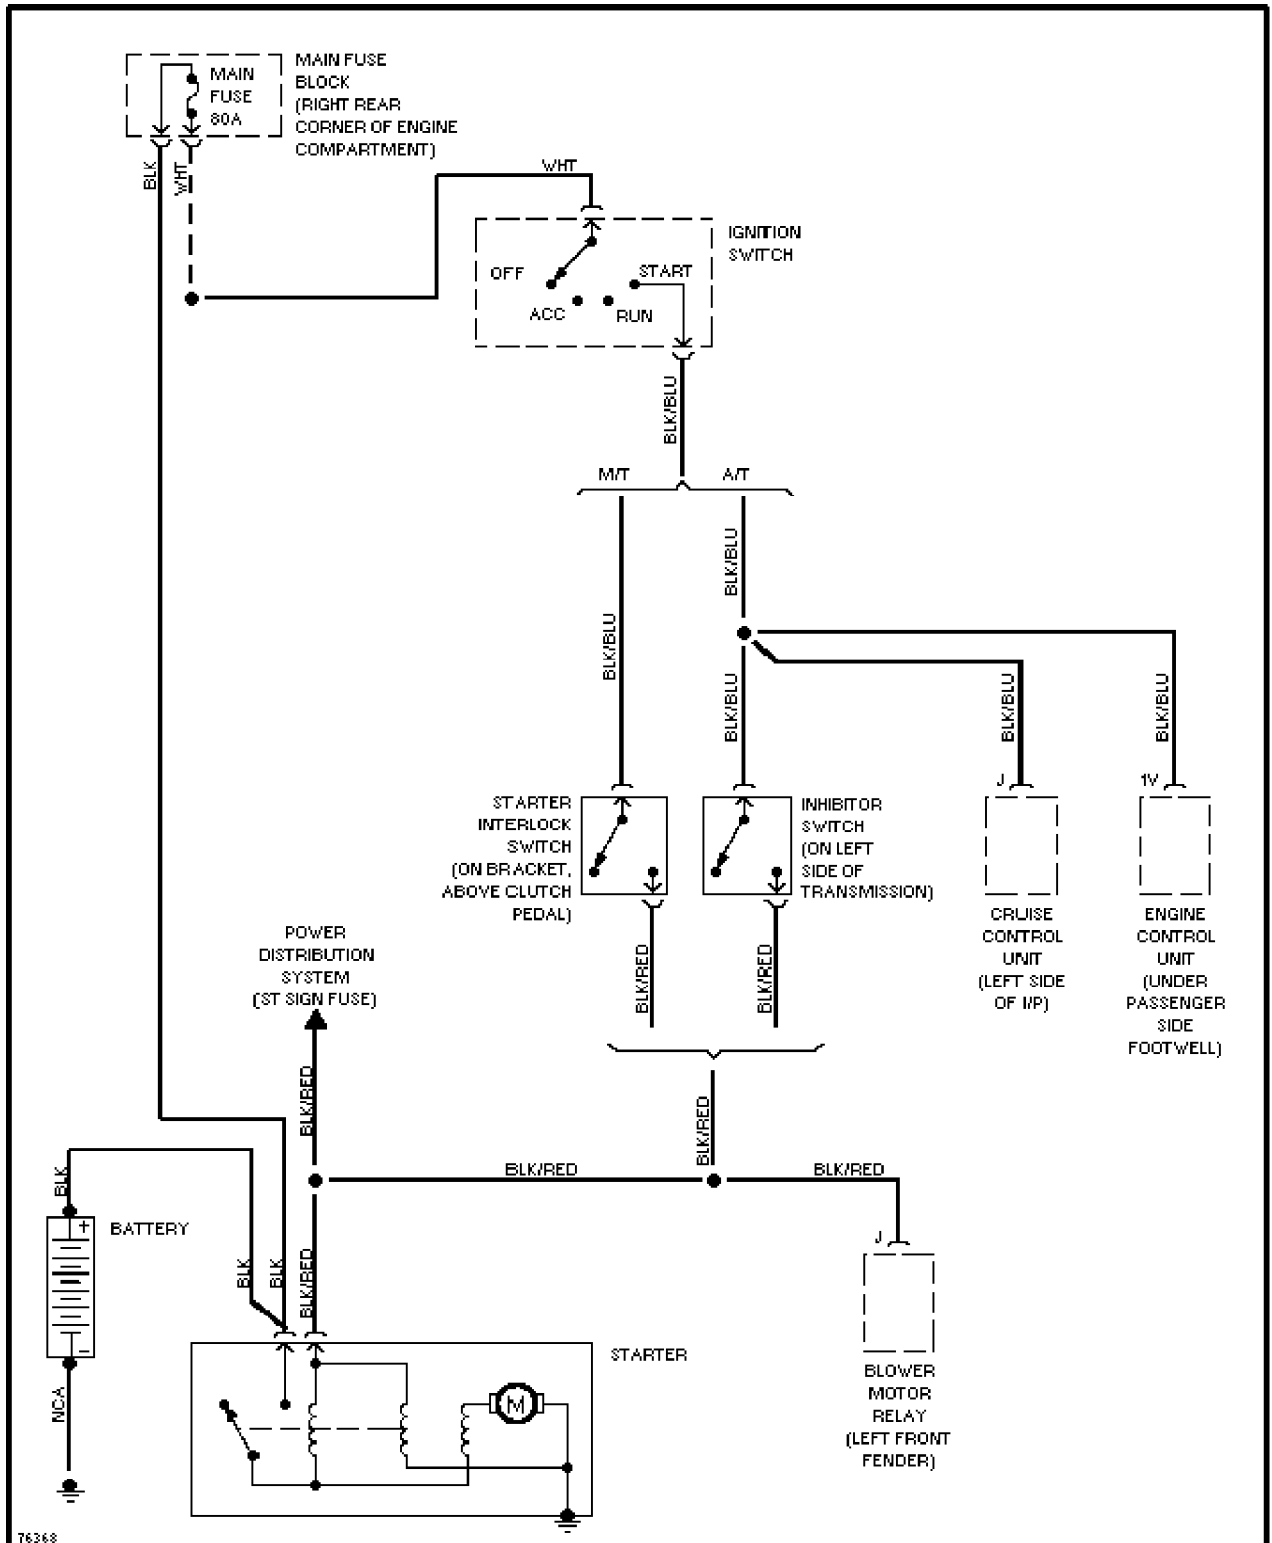 MAIN
FUSE
80A
MAIN FUSE
BLOCK
(RIGHT REAR
CORNER OF ENGINE
COMPARTMENT)
BLK
WHT
WHT
IGNITION
SWITCH
OFF
START
ACC
RUN
BLK/BLU
M/T
A/T
BLK/BLU
BLK/BLU
BLK/BLU
BLK/BLU
BLK/BLU
J
1V
STARTER
INTERLOCK
SWITCH
(ON BRACKET,
ABOVE CLUTCH
PEDAL)
INHIBITOR
SWITCH
(ON LEFT
SIDE OF
TRANSMISSION)
CRUISE
CONTROL
UNIT
(LEFT SIDE
OF I/P)
ENGINE
CONTROL
UNIT
(UNDER
PASSENGER
SIDE
FOOTWELL)
POWER
DISTRIBUTION
SYSTEM
(ST SIGN FUSE)
BLK/RED
BLK/RED
BLK/RED
BLK/RED
BLK/RED
BLK/RED
BLK
BATTERY
+
-
BLK
BLK
BLK/RED
J
STARTER
M
NCA
BLOWER
MOTOR
RELAY
(LEFT FRONT
FENDER)
76368